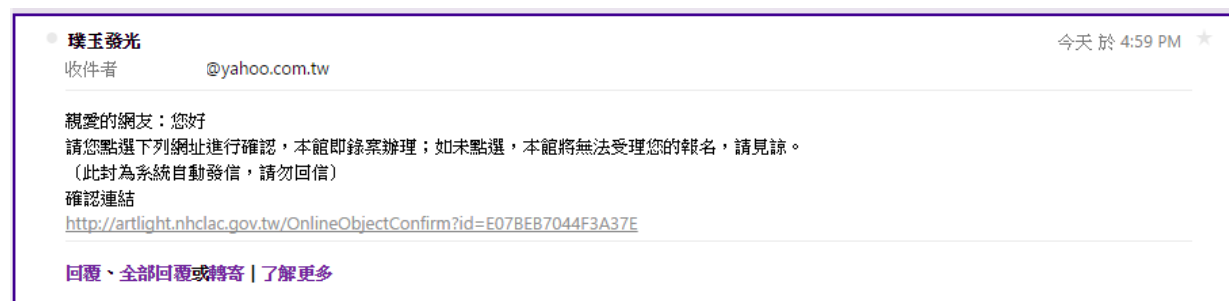 璞玉發光
今天 於 4:59 PM
收件者 @yahoo.com.tw
親愛的網友：您好
請您點選下列網址進行確認，本館即錄案辦理；如未點選，本館將無法受理您的報名，請見諒。
（此封為系統自動發信，請勿回信）
確認連結
http://artlight.nhclac.gov.tw/OnlineObjectConfirm?id=E07BEB7044F3A37E
回覆、全部回覆或轉寄 | 了解更多